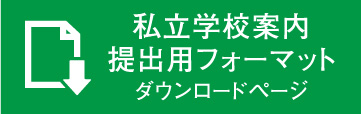 私立学校案内
提出用フォーマット
ダウンロードページ